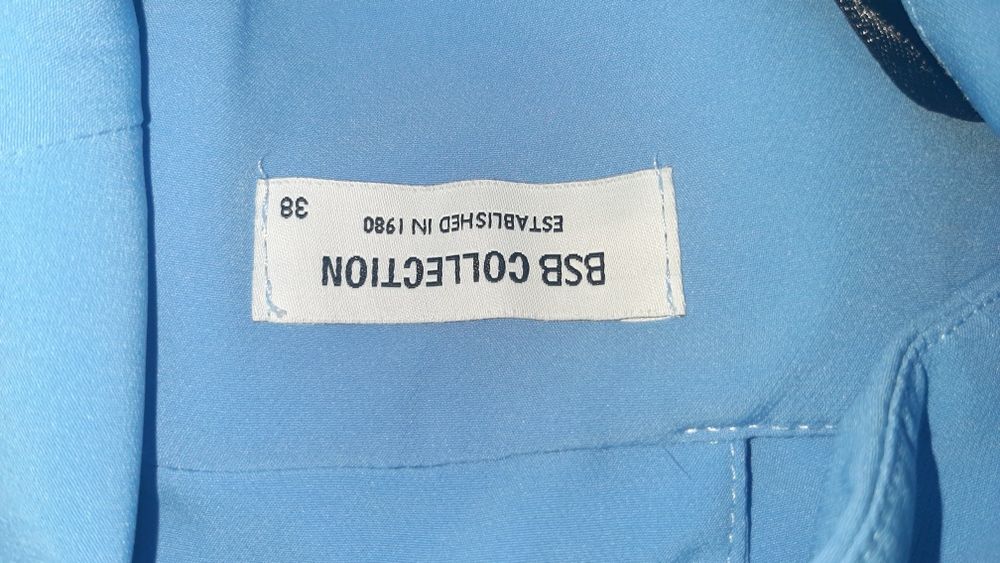 BSB COLLECTION
ESTABLISHED IN 1980
38